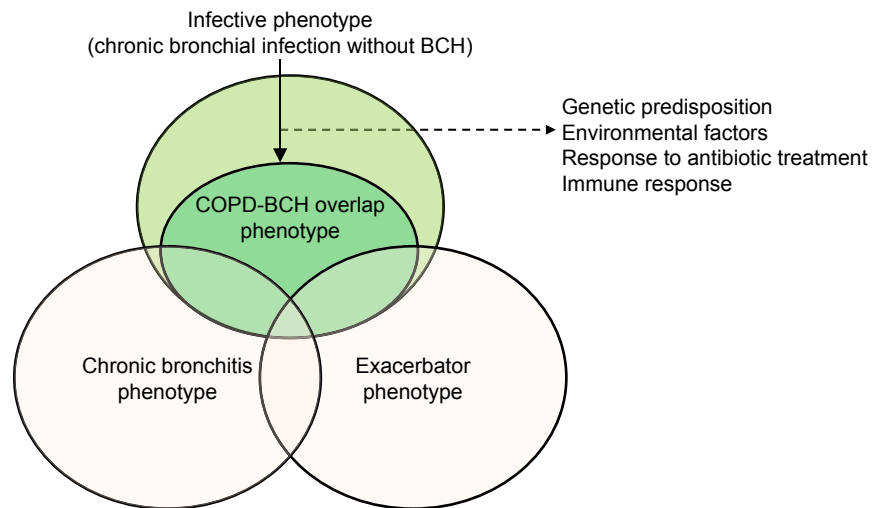 Infective phenotype
(chronic bronchial infection without BCH)
Genetic predisposition
Environmental factors
Response to antibiotic treatment
Immune response
COPD-BCH overlap
phenotype
Chronic bronchitis
phenotype
Exacerbator
phenotype